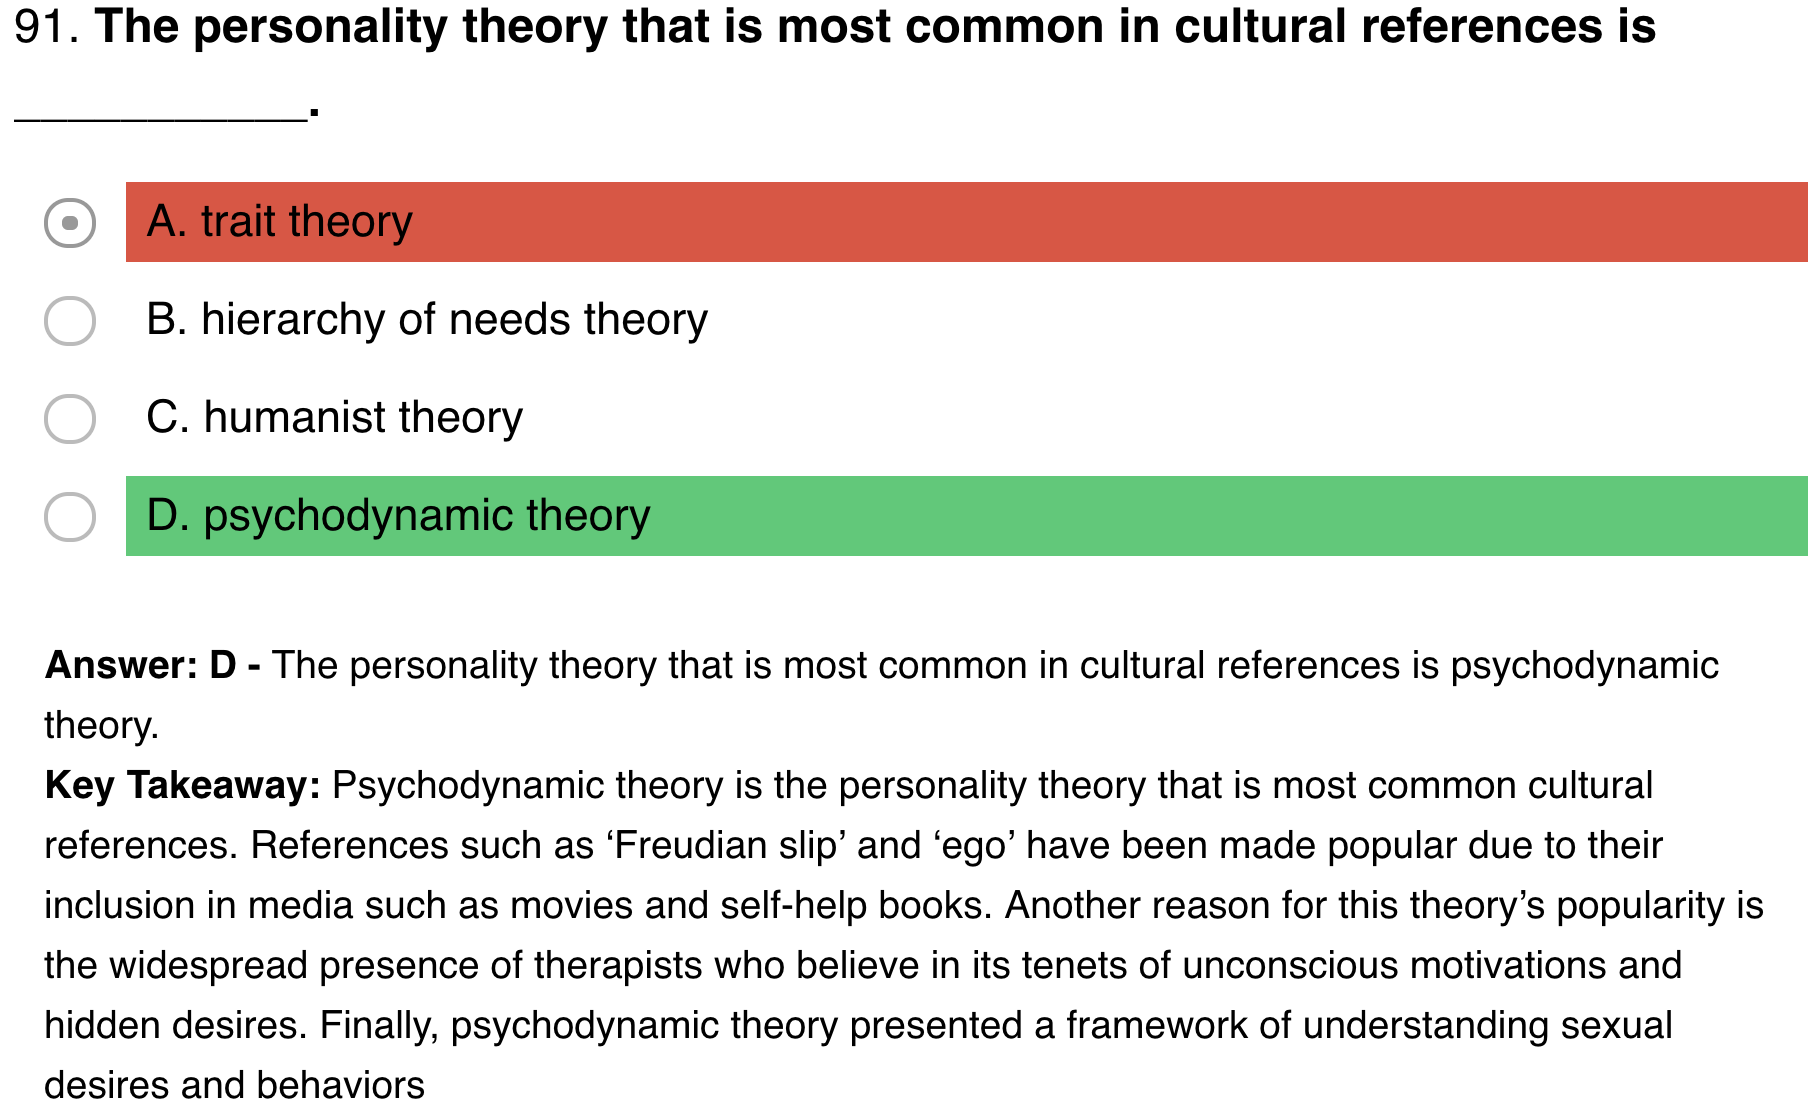 91. The personality theory that is most common in cultural references is
___________.
A. trait theory
B. hierarchy of needs theory
C. humanist theory
D. psychodynamic theory
Answer: D - The personality theory that is most common in cultural references is psychodynamic
theory.
Key Takeaway: Psychodynamic theory is the personality theory that is most common cultural
references. References such as ‘Freudian slip’ and ‘ego’ have been made popular due to their
inclusion in media such as movies and self-help books. Another reason for this theory’s popularity is
the widespread presence of therapists who believe in its tenets of unconscious motivations and
hidden desires. Finally, psychodynamic theory presented a framework of understanding sexual
desires and behaviors